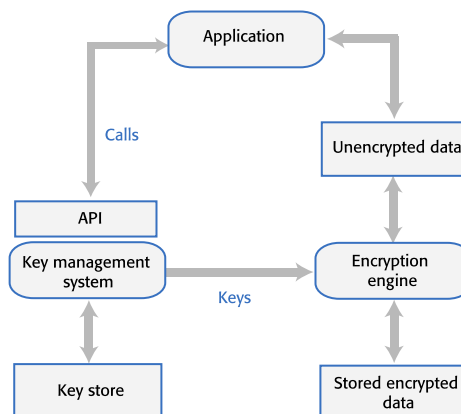 Application
Calls
Unencrypted data
API
Key management
system
Encryption
engine
Keys
Key store
Stored encrypted
data